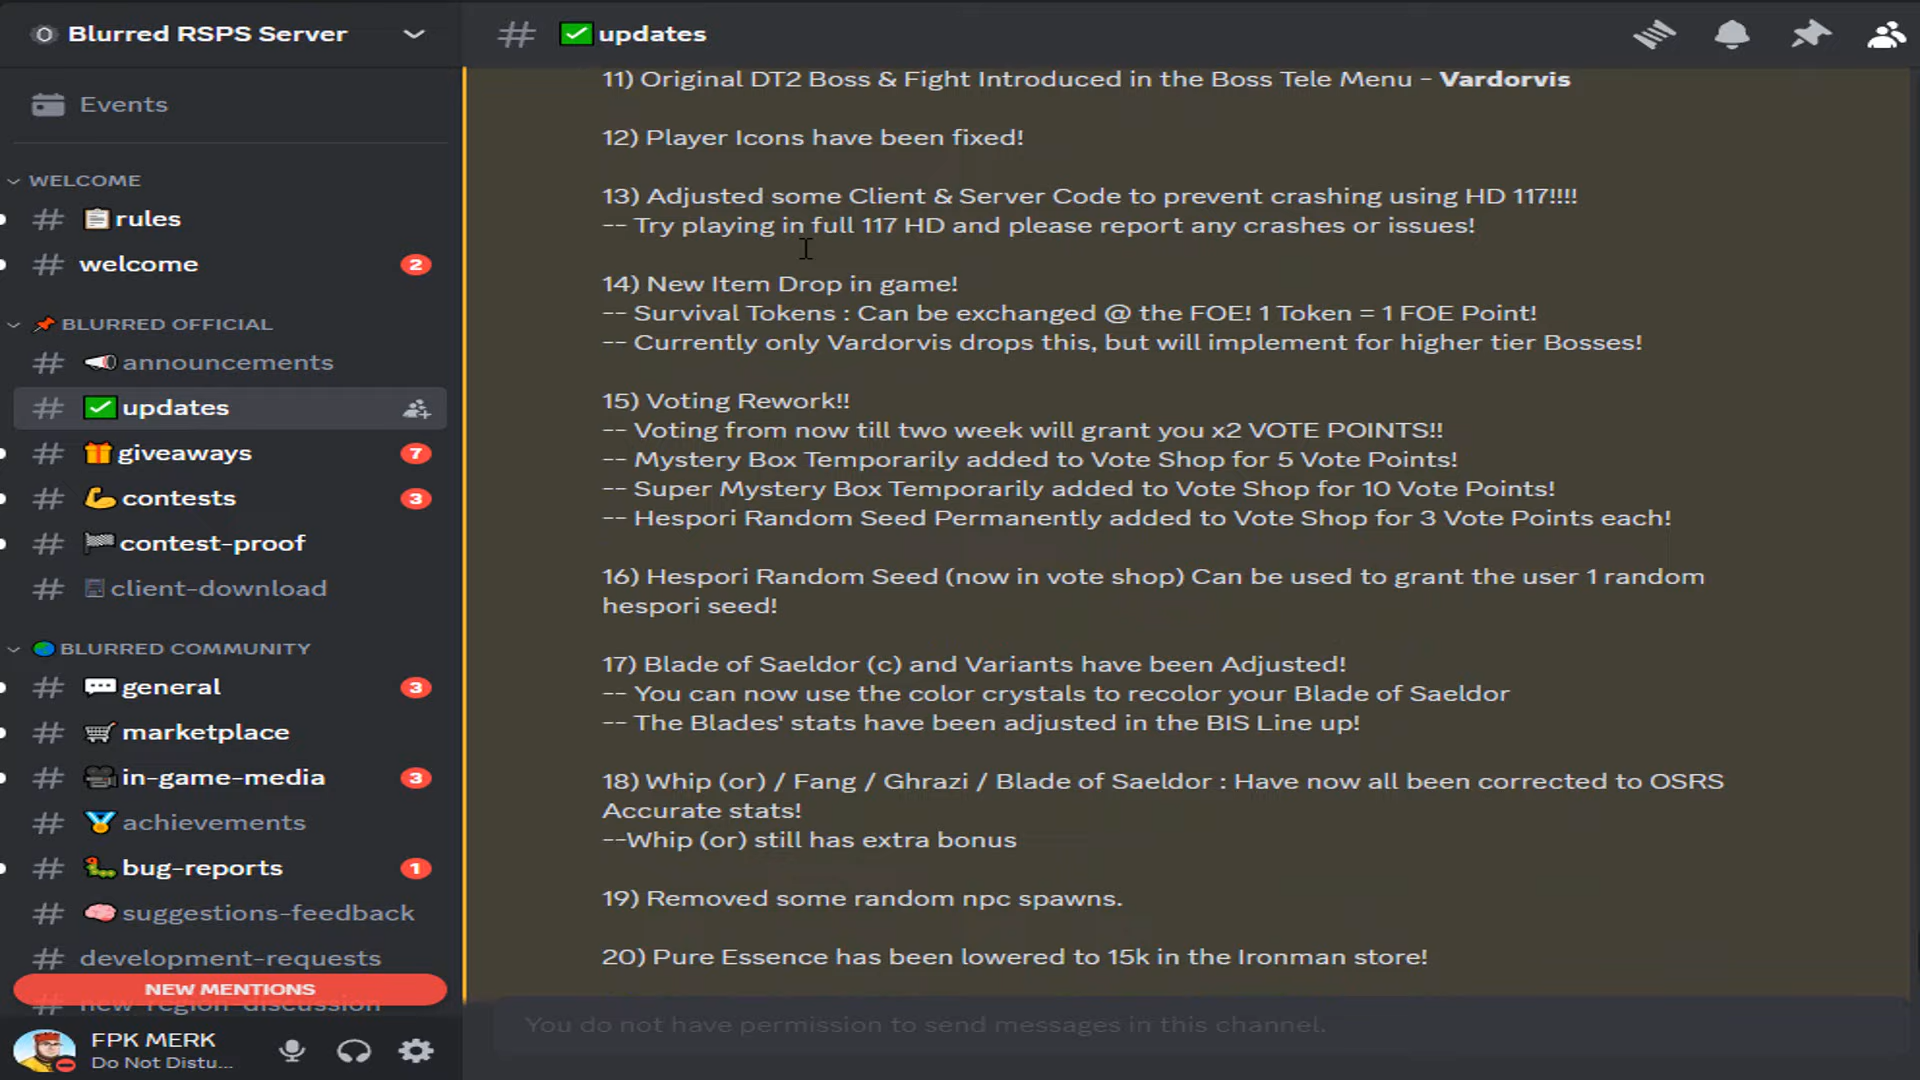 Blurred RSPS Server
Events
WELCOME
rules
welcome 2
BLURRED OFFICIAL
announcements
updates
giveaways 7
contests 3
contest-proof
client-download
BLURRED COMMUNITY
general 3
marketplace
in-game-media 3
achievements
bug-reports 1
suggestions-feedback
development-requests
NEW MENTIONS
new-region-discussion
FPK MERK
Do Not Distu...
updates
11) Original DT2 Boss & Fight Introduced in the Boss Tele Menu - Vardorvis
12) Player Icons have been fixed!
13) Adjusted some Client & Server Code to prevent crashing using HD 117!!!!
-- Try playing in full 117 HD and please report any crashes or issues!
14) New Item Drop in game!
-- Survival Tokens : Can be exchanged @ the FOE! 1 Token = 1 FOE Point!
-- Currently only Vardorvis drops this, but will implement for higher tier Bosses!
15) Voting Rework!!
-- Voting from now till two week will grant you x2 VOTE POINTS!!
-- Mystery Box Temporarily added to Vote Shop for 5 Vote Points!
-- Super Mystery Box Temporarily added to Vote Shop for 10 Vote Points!
-- Hespori Random Seed Permanently added to Vote Shop for 3 Vote Points each!
16) Hespori Random Seed (now in vote shop) Can be used to grant the user 1 random
hespori seed!
17) Blade of Saeldor (c) and Variants have been Adjusted!
-- You can now use the color crystals to recolor your Blade of Saeldor
-- The Blades' stats have been adjusted in the BIS Line up!
18) Whip (or) / Fang / Ghrazi / Blade of Saeldor : Have now all been corrected to OSRS
Accurate stats!
--Whip (or) still has extra bonus
19) Removed some random npc spawns.
20) Pure Essence has been lowered to 15k in the Ironman store!
You do not have permission to send messages in this channel.